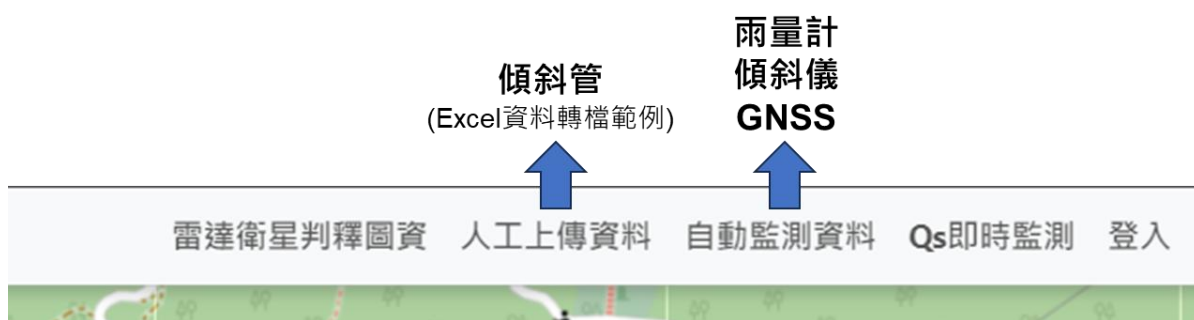 傾斜管
(Excel資料轉檔範例)
雨量計
傾斜儀
GNSS
雷達衛星判釋圖資 人工上傳資料 自動監測資料 Qs即時監測 登入